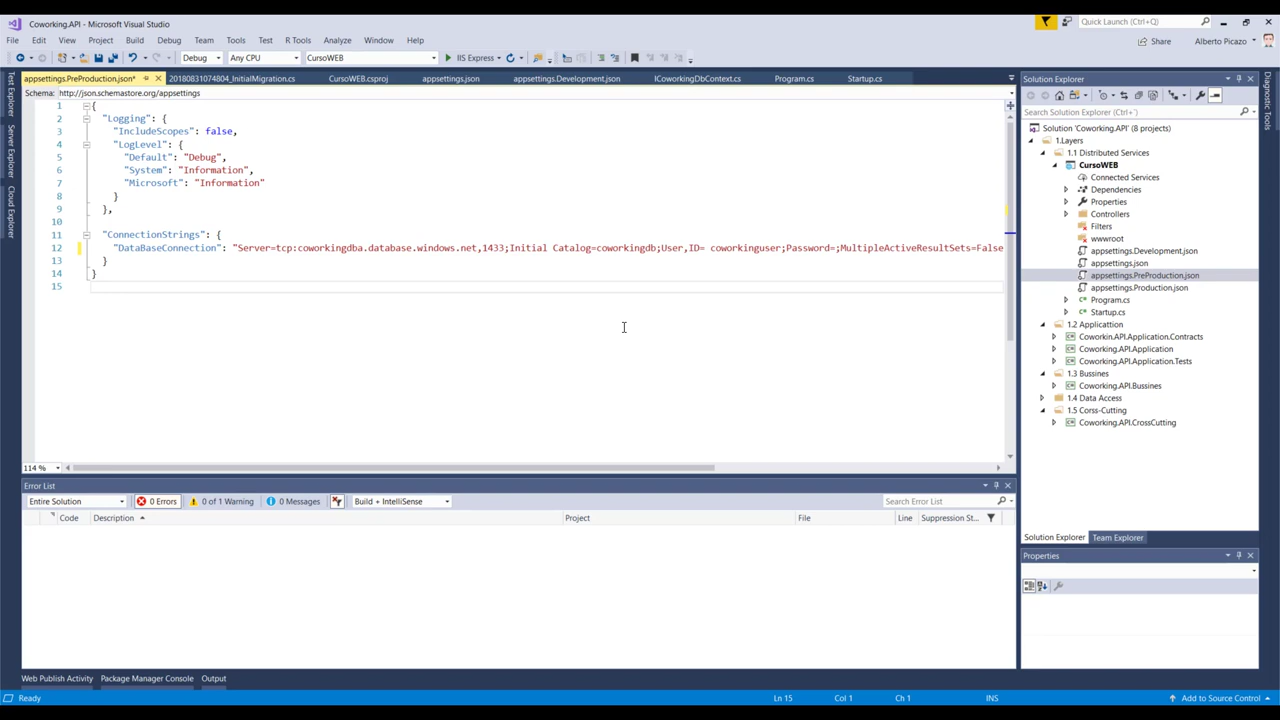 Coworking.API - Microsoft Visual Studio
Quick Launch (Ctrl+Q)
File Edit View Project Build Debug Team Tools Test R Tools Analyze Window Help
Share Alberto Picazo
Debug Any CPU CursoWEB IIS Express
appsettings.PreProduction.json* 20180831074804_InitialMigration.cs CursoWEB.csproj appsettings.json appsettings.Development.json ICoworkingDbContext.cs Program.cs Startup.cs
Schema: http://json.schemastore.org/appsettings
1 {
2 "Logging": {
3 "IncludeScopes": false,
4 "LogLevel": {
5 "Default": "Debug",
6 "System": "Information",
7 "Microsoft": "Information"
8 }
9 },
10
11 "ConnectionStrings": {
12 "DataBaseConnection": "Server=tcp:coworkingdba.database.windows.net,1433;Initial Catalog=coworkingdb;User,ID= coworkinguser;Password=;MultipleActiveResultSets=False
13 }
14 }
15
114 %
Test Explorer
Server Explorer
Cloud Explorer
Error List
Entire Solution 0 Errors 0 of 1 Warning 0 Messages Build + IntelliSense Search Error List
Code Description Project File Line Suppression St...
Solution Explorer
Search Solution Explorer (Ctrl+;)
Solution 'Coworking.API' (8 projects)
1.Layers
1.1 Distributed Services
CursoWEB
Connected Services
Dependencies
Properties
Controllers
Filters
wwwroot
appsettings.Development.json
appsettings.json
appsettings.PreProduction.json
appsettings.Production.json
Program.cs
Startup.cs
1.2 Applicattion
Coworkin.API.Application.Contracts
Coworking.API.Application
Coworking.API.Application.Tests
1.3 Bussines
Coworking.API.Bussines
1.4 Data Access
1.5 Corss-Cutting
Coworking.API.CrossCutting
Solution Explorer Team Explorer
Properties
Diagnostic Tools
Web Publish Activity Package Manager Console Output
Ready Ln 15 Col 1 Ch 1 INS Add to Source Control